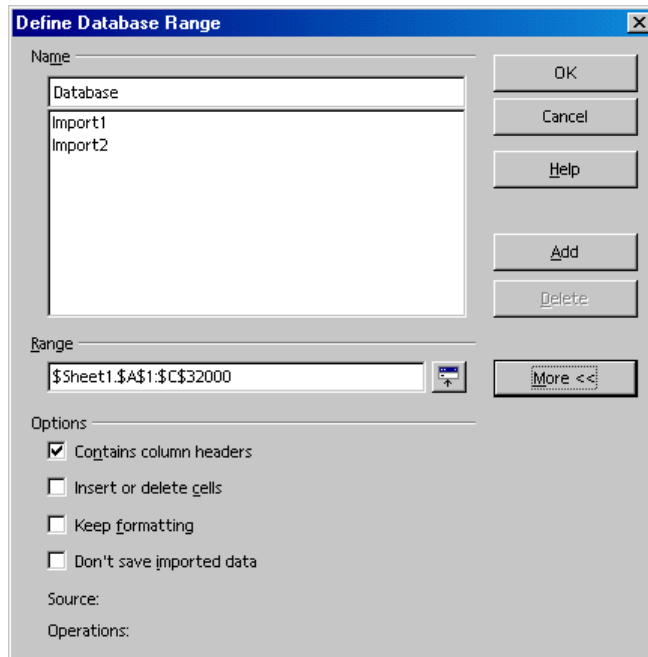 Define Database Range
Name
OK
Database
Cancel
Import1
Import2
Help
Add
Delete
Range
$Sheet1.$A$1:$C$32000
More <<
Options
Contains column headers
Insert or delete cells
Keep formatting
Don't save imported data
Source:
Operations: